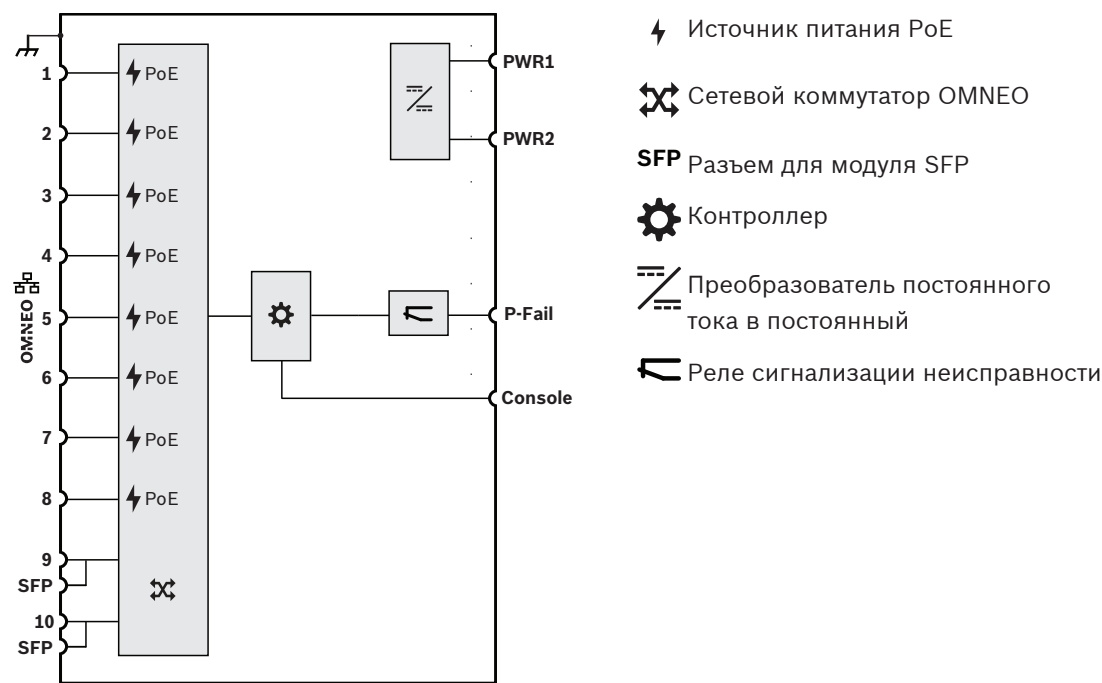 1
PoE
2
PoE
3
PoE
4
PoE
OMNEO
5
PoE
6
PoE
7
PoE
8
PoE
9
SFP
10
SFP
PWR1
PWR2
P-Fail
Console
Источник питания PoE
Сетевой коммутатор OMNEO
SFP Разъем для модуля SFP
Контроллер
Преобразователь постоянного
тока в постоянный
Реле сигнализации неисправности